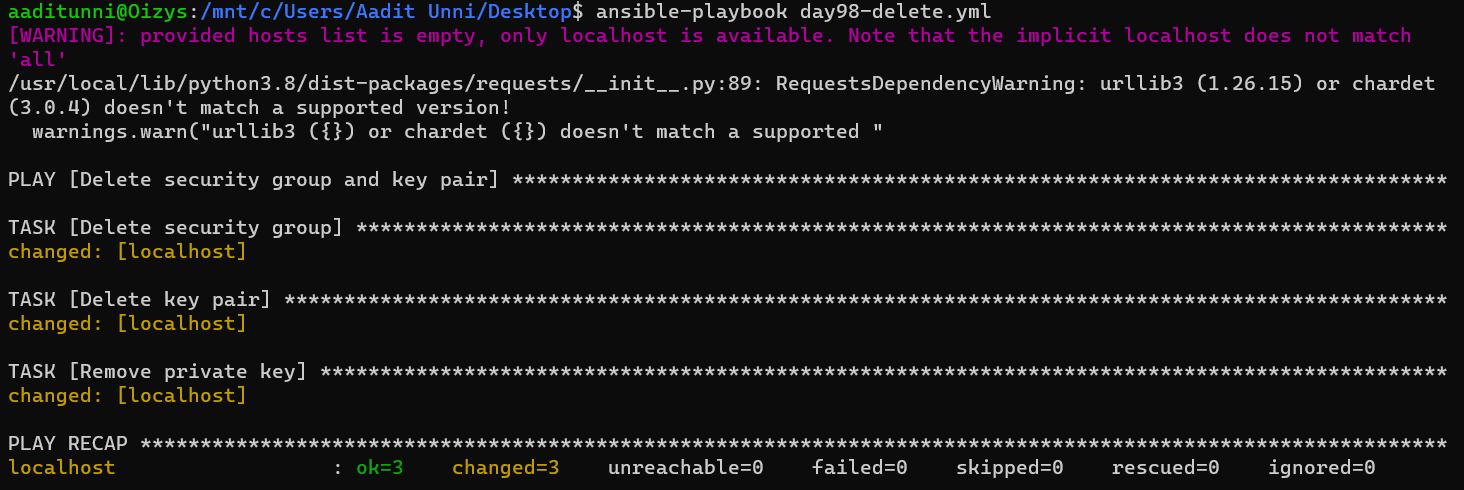 aaditunni@Oizys:/mnt/c/Users/Aadit Unni/Desktop$ ansible-playbook day98-delete.yml
[WARNING]: provided hosts list is empty, only localhost is available. Note that the implicit localhost does not match
'all'
/usr/local/lib/python3.8/dist-packages/requests/__init__.py:89: RequestsDependencyWarning: urllib3 (1.26.15) or chardet
(3.0.4) doesn't match a supported version!
  warnings.warn("urllib3 ({}) or chardet ({}) doesn't match a supported "
PLAY [Delete security group and key pair] ******************************************************************************
TASK [Delete security group] *******************************************************************************************
changed: [localhost]
TASK [Delete key pair] *************************************************************************************************
changed: [localhost]
TASK [Remove private key] **********************************************************************************************
changed: [localhost]
PLAY RECAP *************************************************************************************************************
localhost                  : ok=3    changed=3    unreachable=0    failed=0    skipped=0    rescued=0    ignored=0